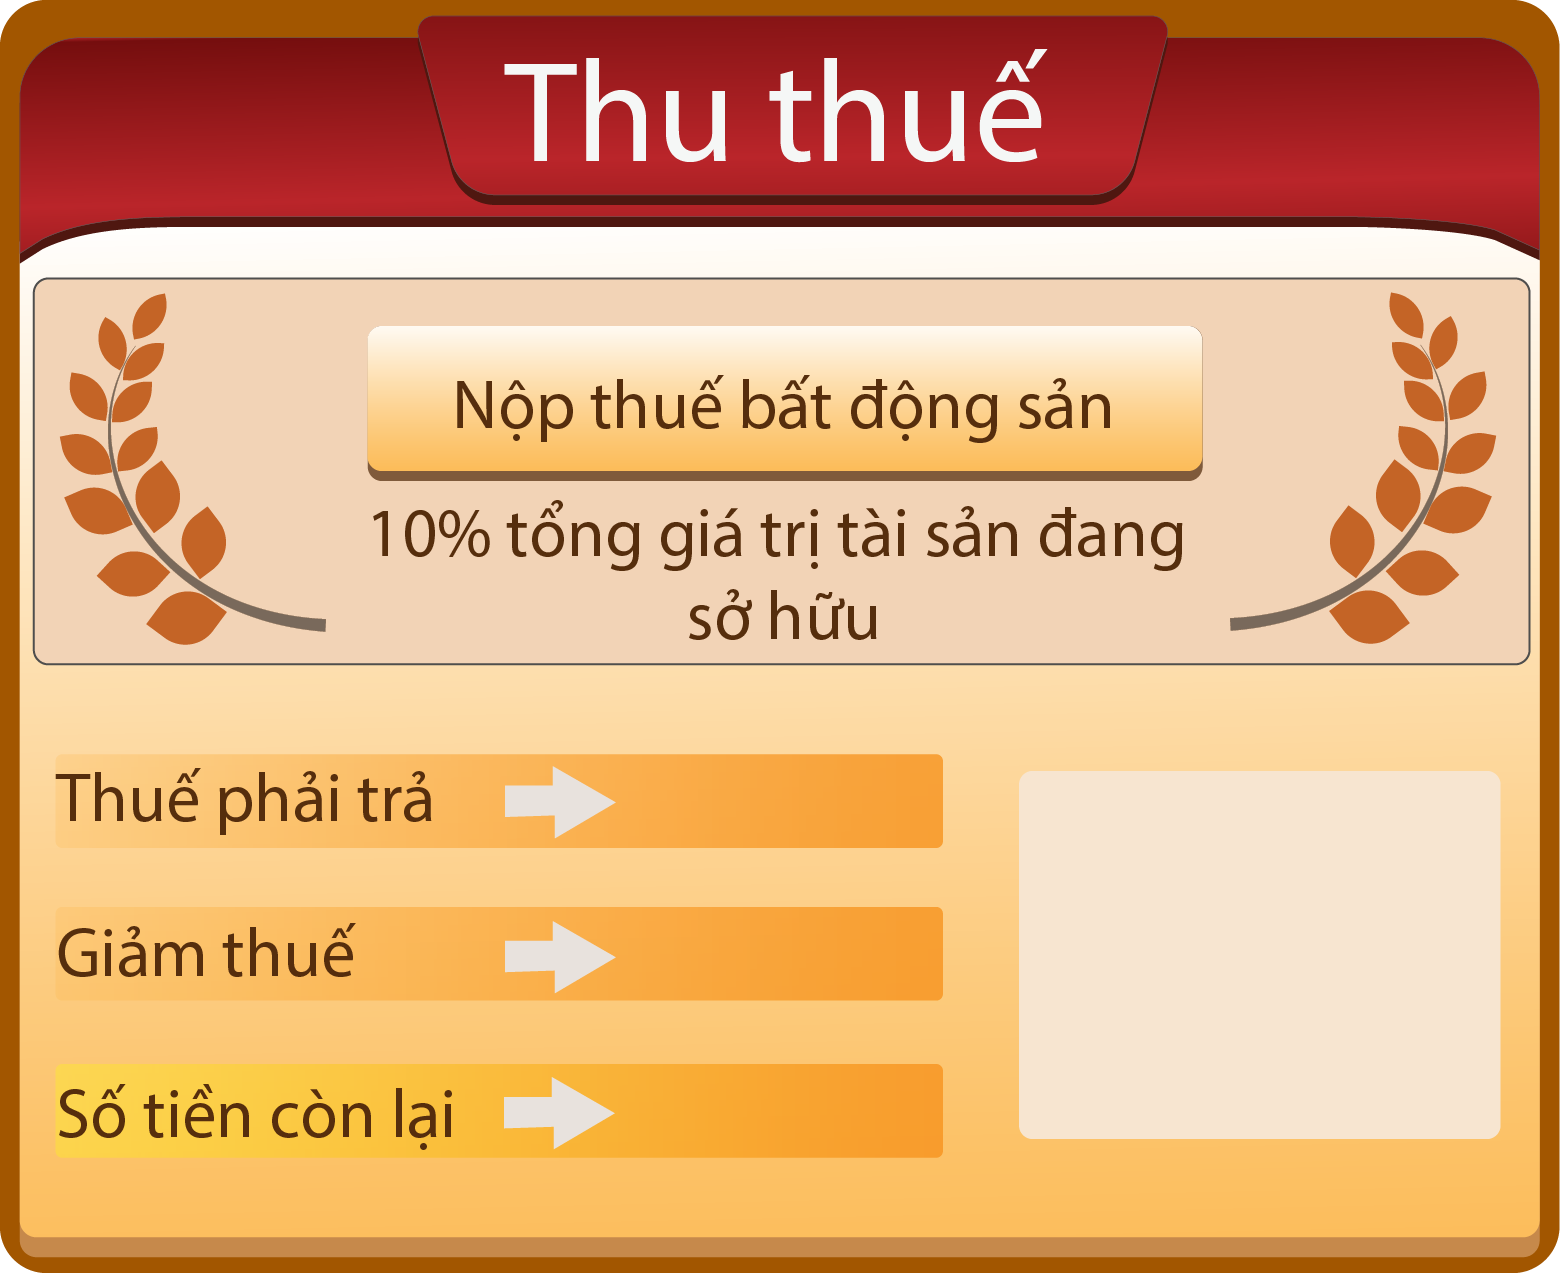 Thu thuế
Nộp thuế bất động sản
10% tổng giá trị tài sản đang
sở hữu
Thuế phải trả
Giảm thuế
Số tiền còn lại